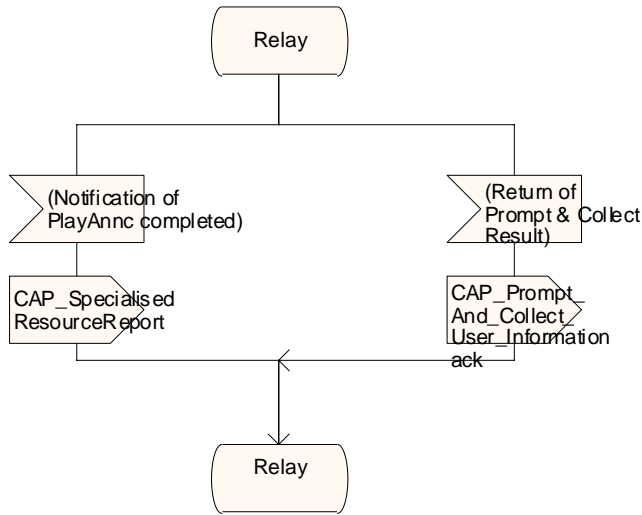 Relay
(Notification of
PlayAnnc completed)
(Return of
Prompt & Collect
Result)
CAP_Specialised
ResourceReport
CAP_Prompt_
And_Collect_
User_Information
ack
Relay